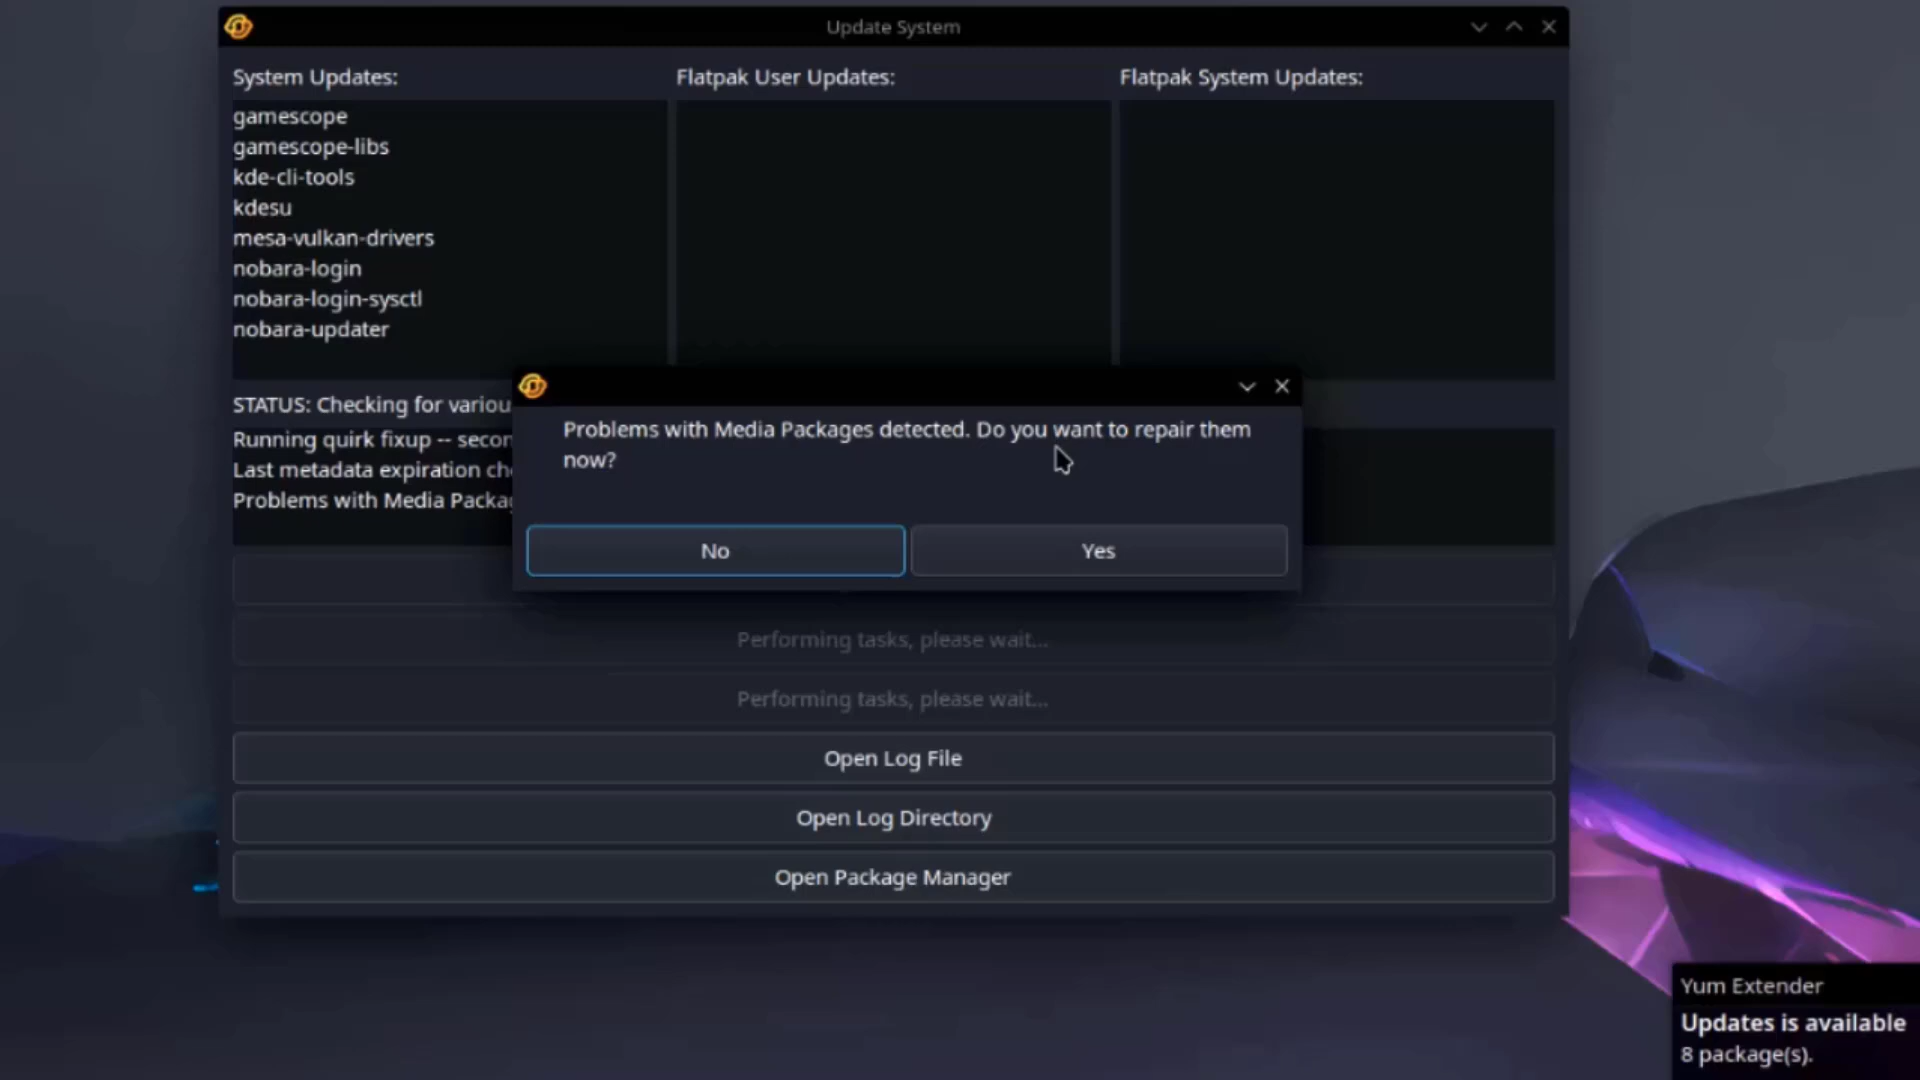 Update System
System Updates:
Flatpak User Updates:
Flatpak System Updates:
gamescope
gamescope-libs
kde-cli-tools
kdesu
mesa-vulkan-drivers
nobara-login
nobara-login-sysctl
nobara-updater
STATUS: Checking for
Running quirk fixup --
Last metadata expiration
Problems with Media
Problems with Media Packages detected. Do you want to repair them
now?
No
Yes
Performing tasks, please wait...
Performing tasks, please wait...
Open Log File
Open Log Directory
Open Package Manager
Yum Extender
Updates is available
8 package(s).